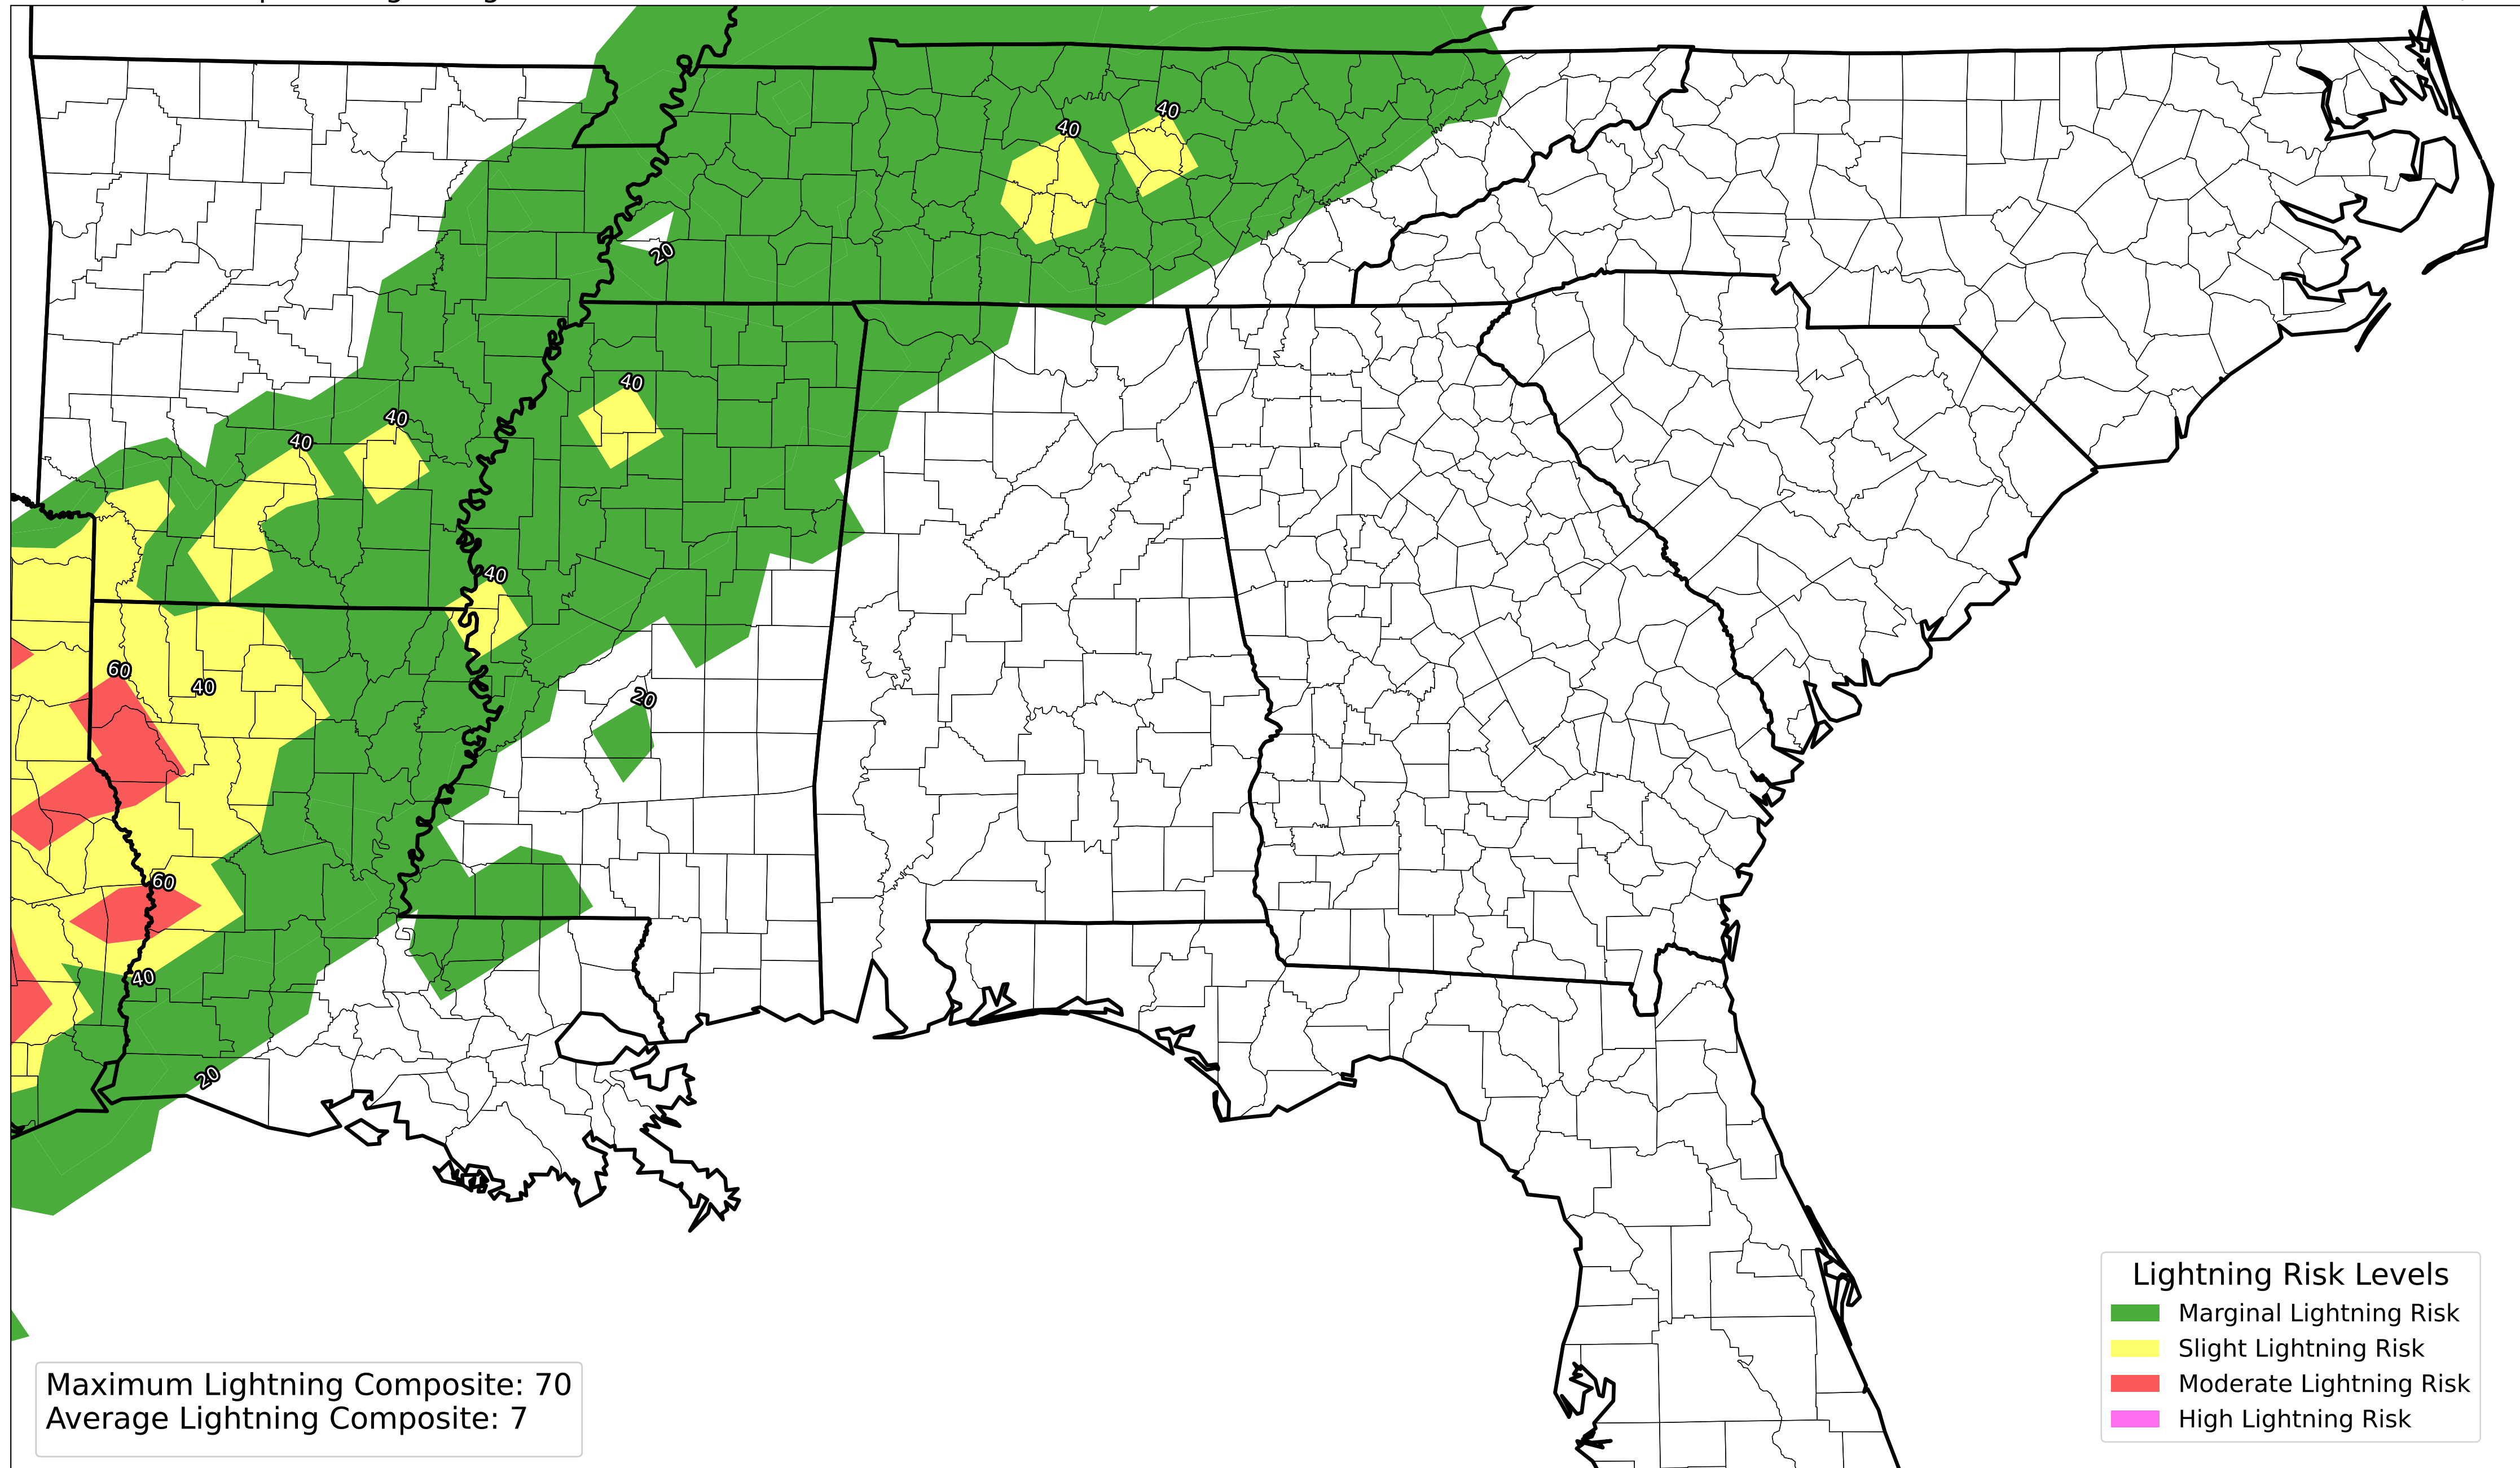 40
40
20
40
40
40
40
60
40
20
60
40
20
Lightning Risk Levels
Marginal Lightning Risk
Slight Lightning Risk
Moderate Lightning Risk
High Lightning Risk
Maximum Lightning Composite: 70
Average Lightning Composite: 7